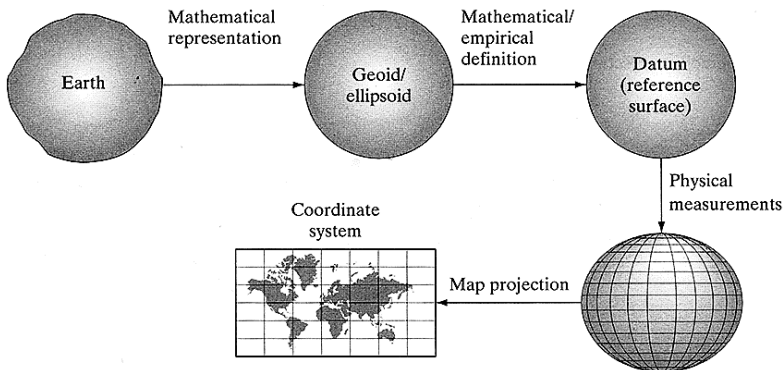 Earth
Mathematical
representation
Geoid/
ellipsoid
Mathematical/
empirical
definition
Datum
(reference
surface)
Physical
measurements
Map projection
Coordinate
system